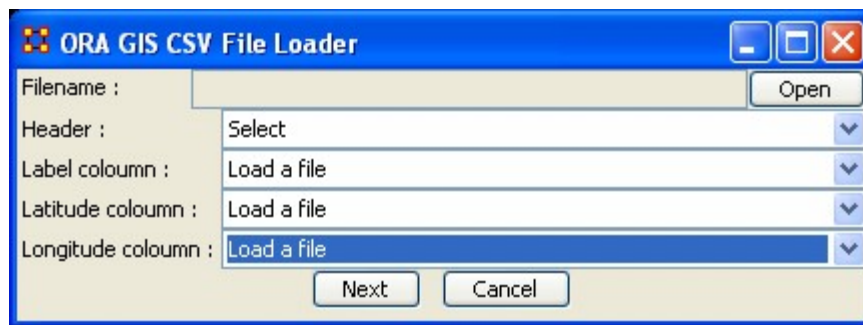 ORA GIS CSV File Loader
Filename : Open
Header : Select
Label coloumn : Load a file
Latitude coloumn : Load a file
Longitude coloumn : Load a file
Next Cancel